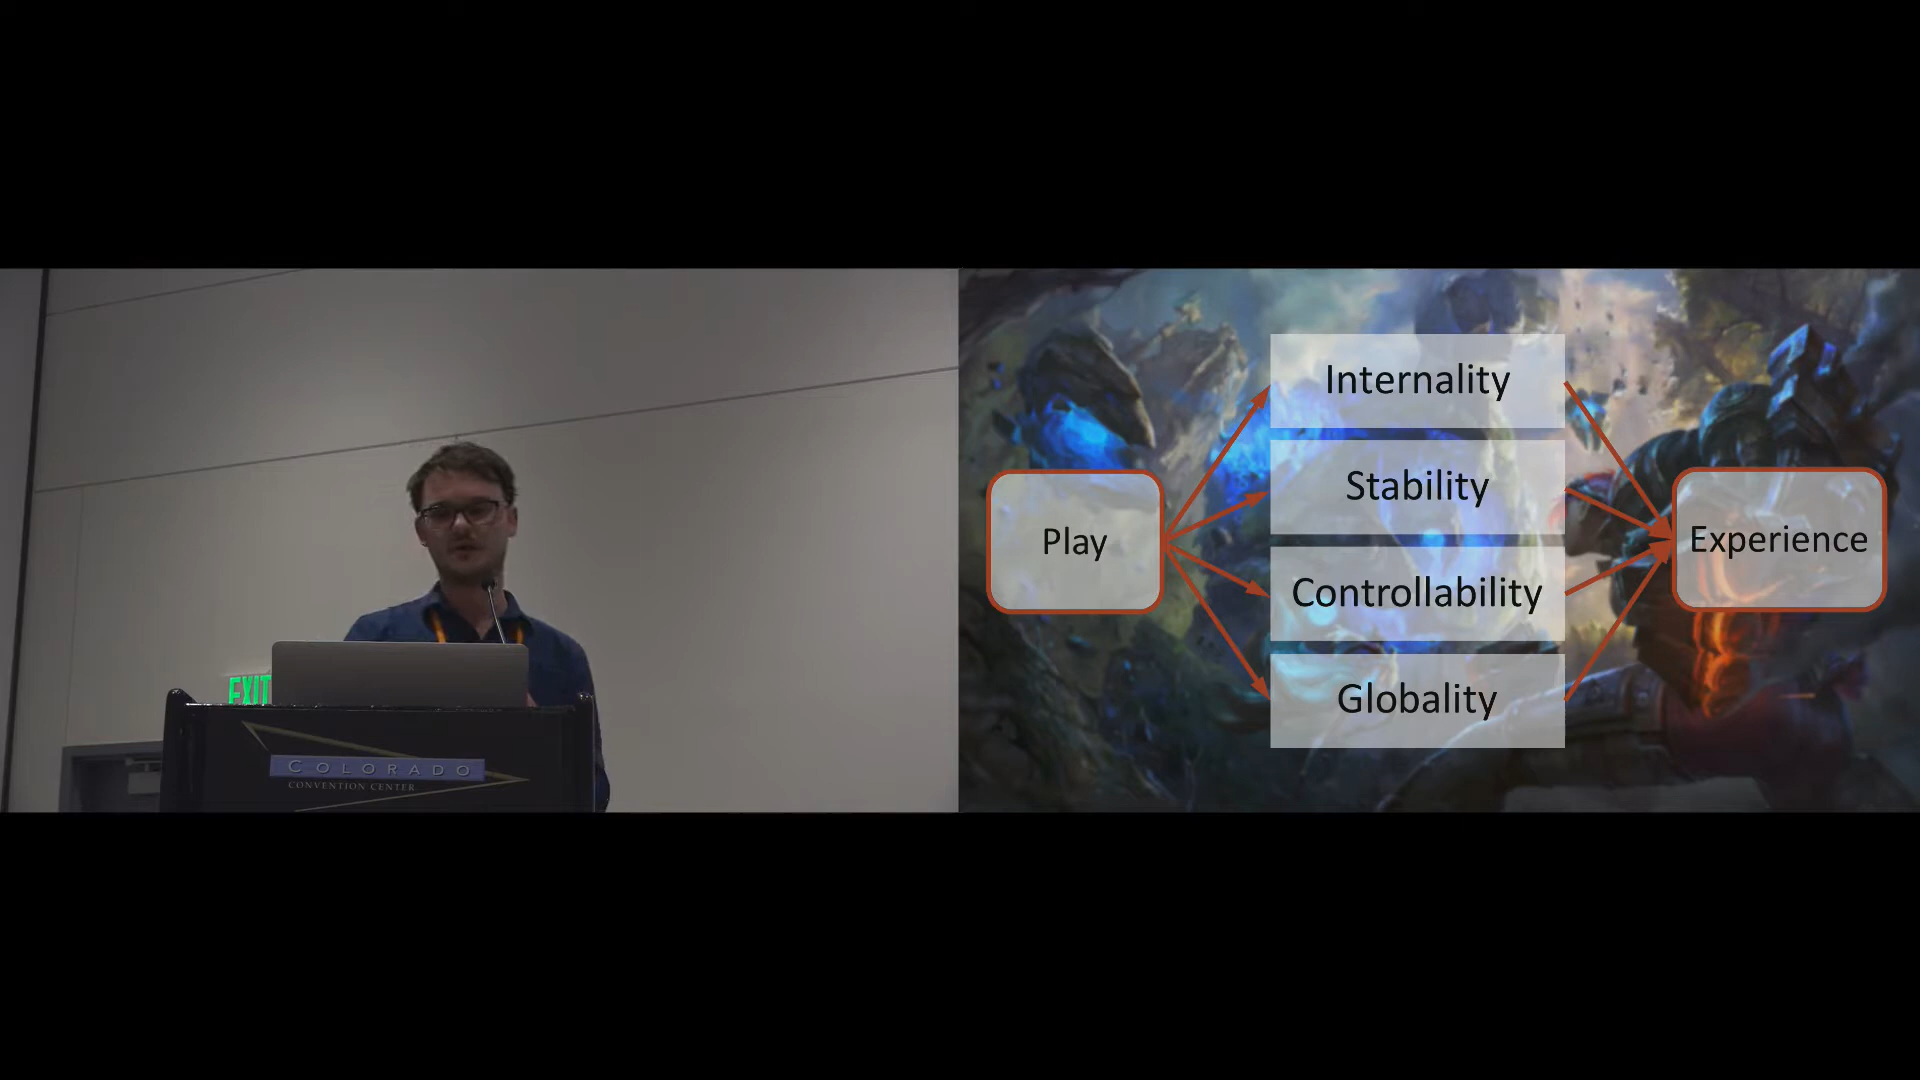 EXIT
COLORADO
CONVENTION CENTER
Play
Internality
Stability
Controllability
Globality
Experience